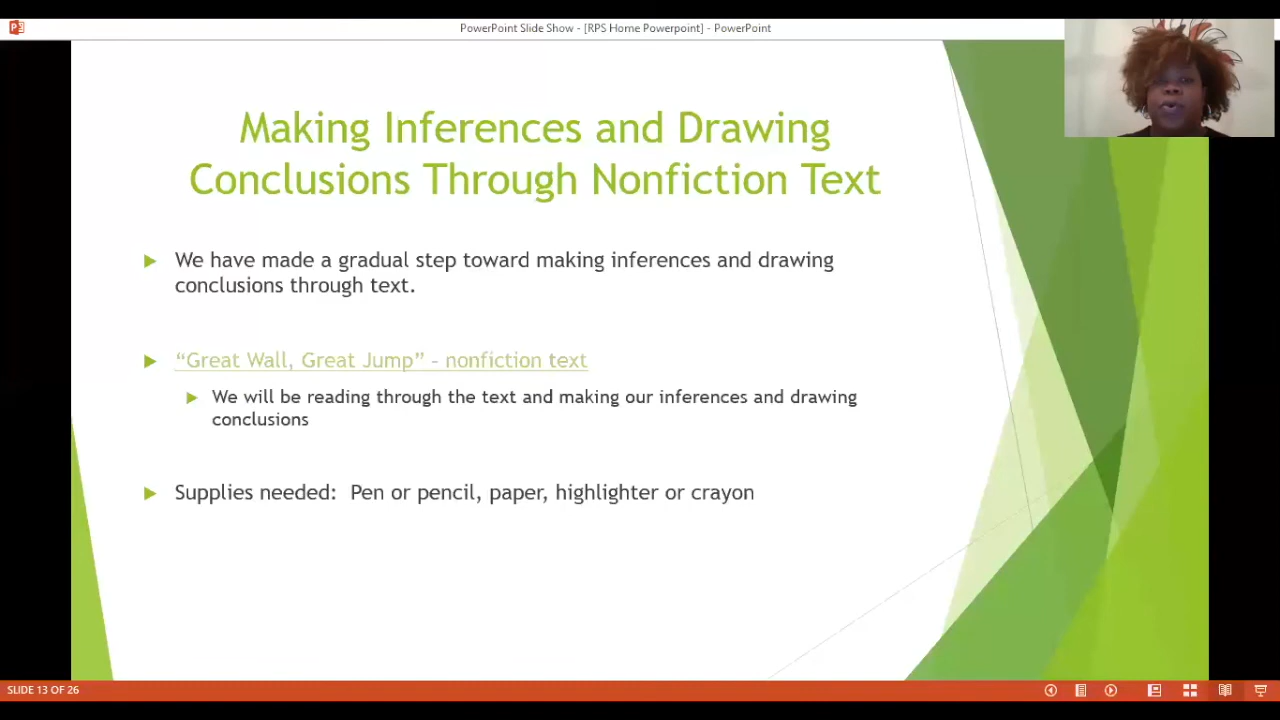 PowerPoint Slide Show - [RPS Home Powerpoint] - PowerPoint
Making Inferences and Drawing
Conclusions Through Nonfiction Text
We have made a gradual step toward making inferences and drawing
conclusions through text.
“Great Wall, Great Jump” - nonfiction text
We will be reading through the text and making our inferences and drawing
conclusions
Supplies needed: Pen or pencil, paper, highlighter or crayon
SLIDE 13 OF 26